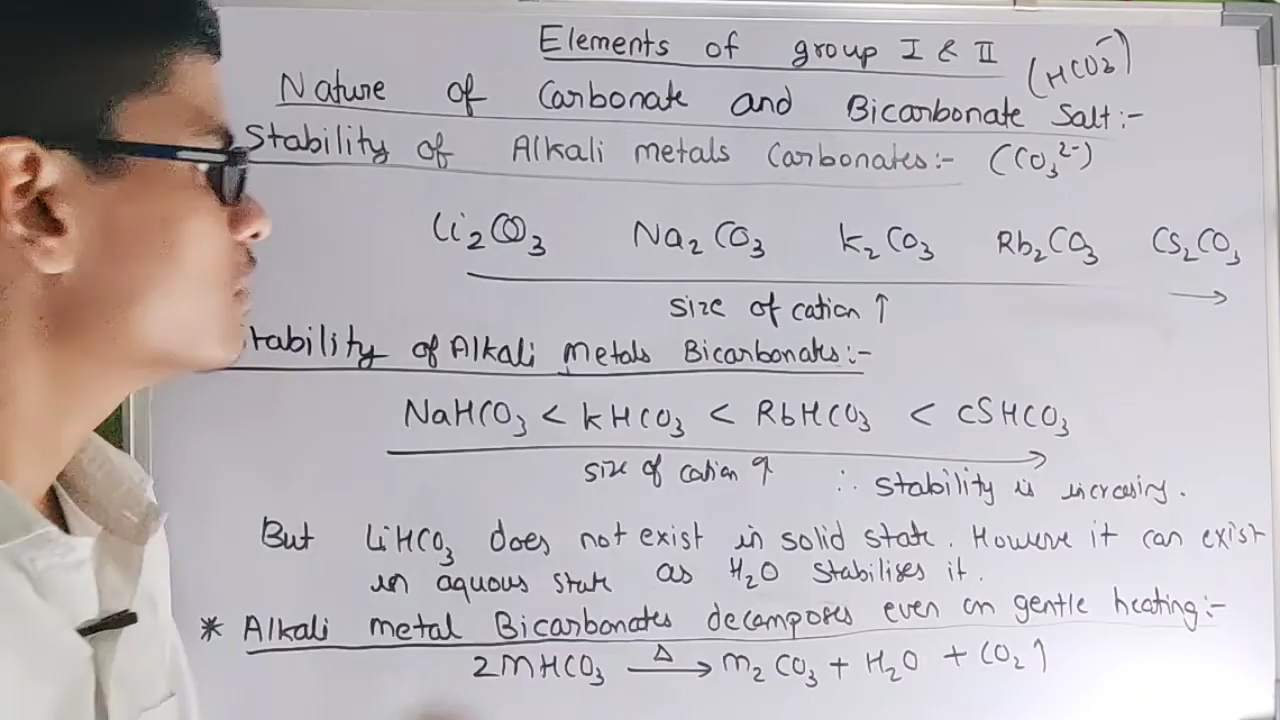 Elements of group I & II
(HCO3⁻)
Nature of Carbonate and Bicarbonate Salt:-
Stability of Alkali metals Carbonates:- (CO₃²⁻)
Li₂CO₃ Na₂CO₃ K₂CO₃ Rb₂CO₃ CS₂CO₃
size of cation ↑
of Alkali Metals Bicarbonates:-
NaHCO₃ < KHCO₃ < RbHCO₃ < CSHCO₃
size of cation ↑ ∴ stability is increasing.
But LiHCO₃ does not exist in solid state. However it can exist
in aquous state as H₂O stabilises it.
* Alkali metal Bicarbonates decomposes even on gentle heating:-
2MHCO₃ —Δ→ M₂CO₃ + H₂O + CO₂↑